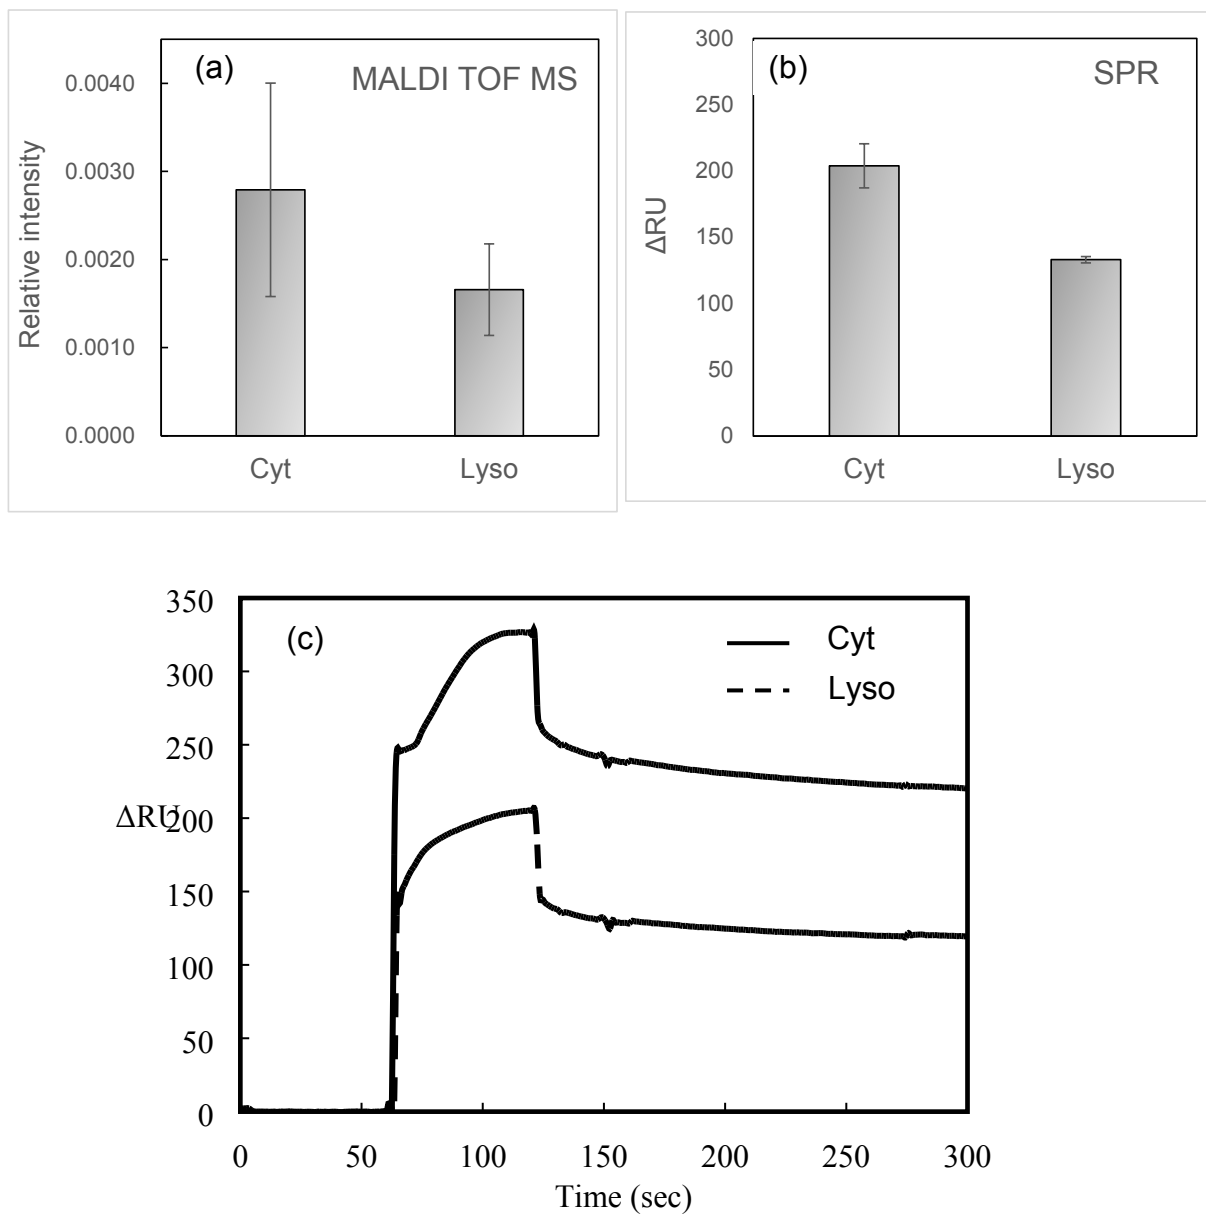 (a) MALDI TOF MS
0.0040
0.0030
0.0020
0.0010
0.0000
Relative intensity
Cyt Lyso
(b) SPR
300
250
200
150
100
50
0
ΔRU
Cyt Lyso
(c)
Cyt
Lyso
350
300
250
200
150
100
50
0
ΔRU
0 50 100 150 200 250 300
Time (sec)